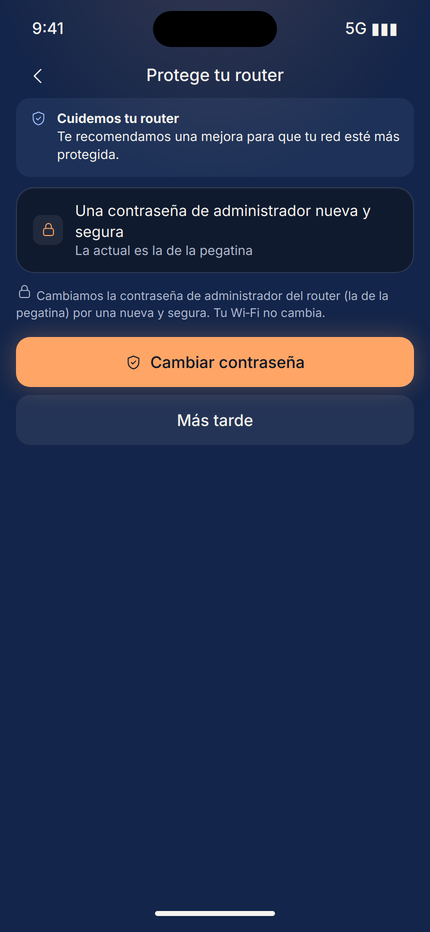 9:41
5G
Protege tu router
Cuidemos tu router
Te recomendamos una mejora para que tu red esté más
protegida.
Una contraseña de administrador nueva y
segura
La actual es la de la pegatina
Cambiamos la contraseña de administrador del router (la de la
pegatina) por una nueva y segura. Tu Wi-Fi no cambia.
Cambiar contraseña
Más tarde